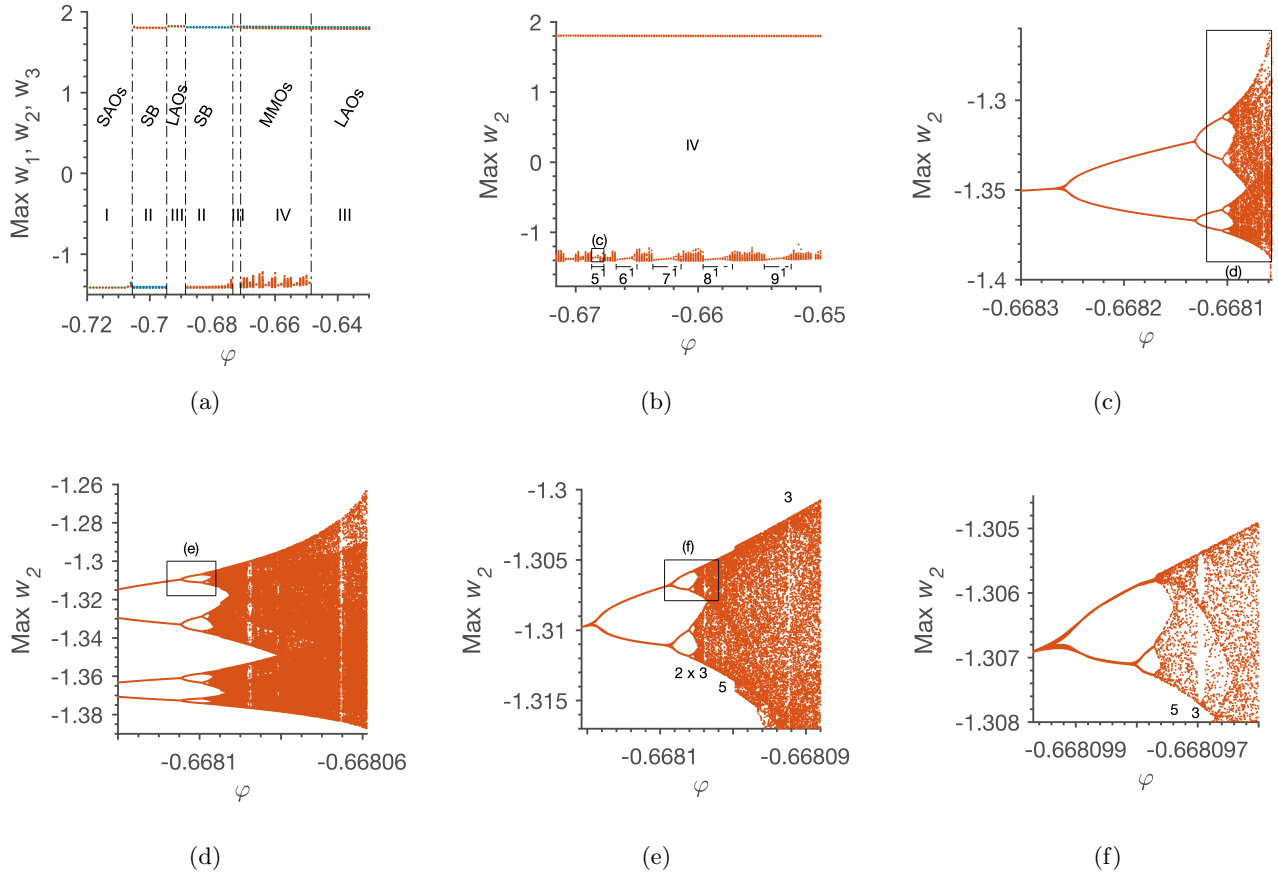 2
1
0
-1
Max w1, w2, w3
SAOs
SB
LAOs
SB
MMOs
LAOs
I
II
III
II
III
IV
III
-0.72
-0.7
-0.68
-0.66
-0.64
φ
(a)
2
1
0
-1
Max w2
IV
(c)
5
6
7
8
9
-0.67
-0.66
-0.65
φ
(b)
-1.3
-1.35
-1.4
Max w2
(d)
-0.6683
-0.6682
-0.6681
φ
(c)
-1.26
-1.28
-1.3
-1.32
-1.34
-1.36
-1.38
Max w2
(e)
-0.6681
-0.66806
φ
(d)
-1.3
-1.305
-1.31
-1.315
Max w2
3
(f)
2 x 3
5
-0.6681
-0.668809
φ
(e)
-1.305
-1.306
-1.307
-1.308
Max w2
5
3
-0.668099
-0.668097
φ
(f)